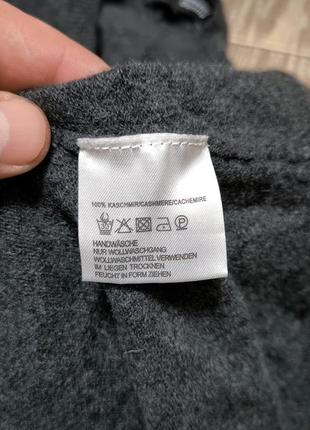 100% KASCHMIR/CASHMERE/CACHEMIRE
P
HANDWÄSCHE
NUR WOLLWASCHGANG
WOLLWASCHMITTEL VERWENDEN
IM LIEGEN TROCKNEN
FEUCHT IN FORM ZIEHEN